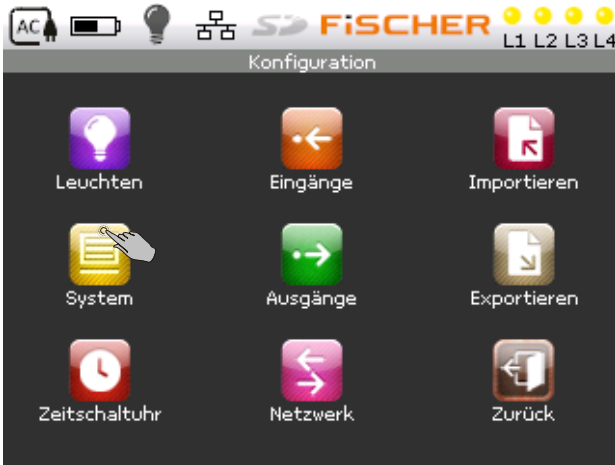 AC SD FiSCHER L1 L2 L3 L4
Konfiguration
Leuchten Eingänge Importieren
System Ausgänge Exportieren
Zeitschaltuhr Netzwerk Zurück